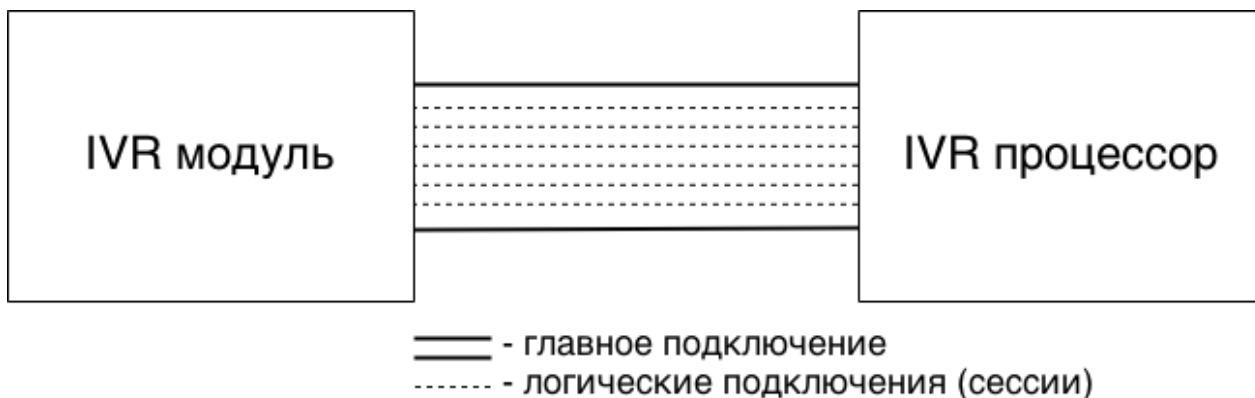 IVR модуль
IVR процессор
- главное подключение
- логические подключения (сессии)